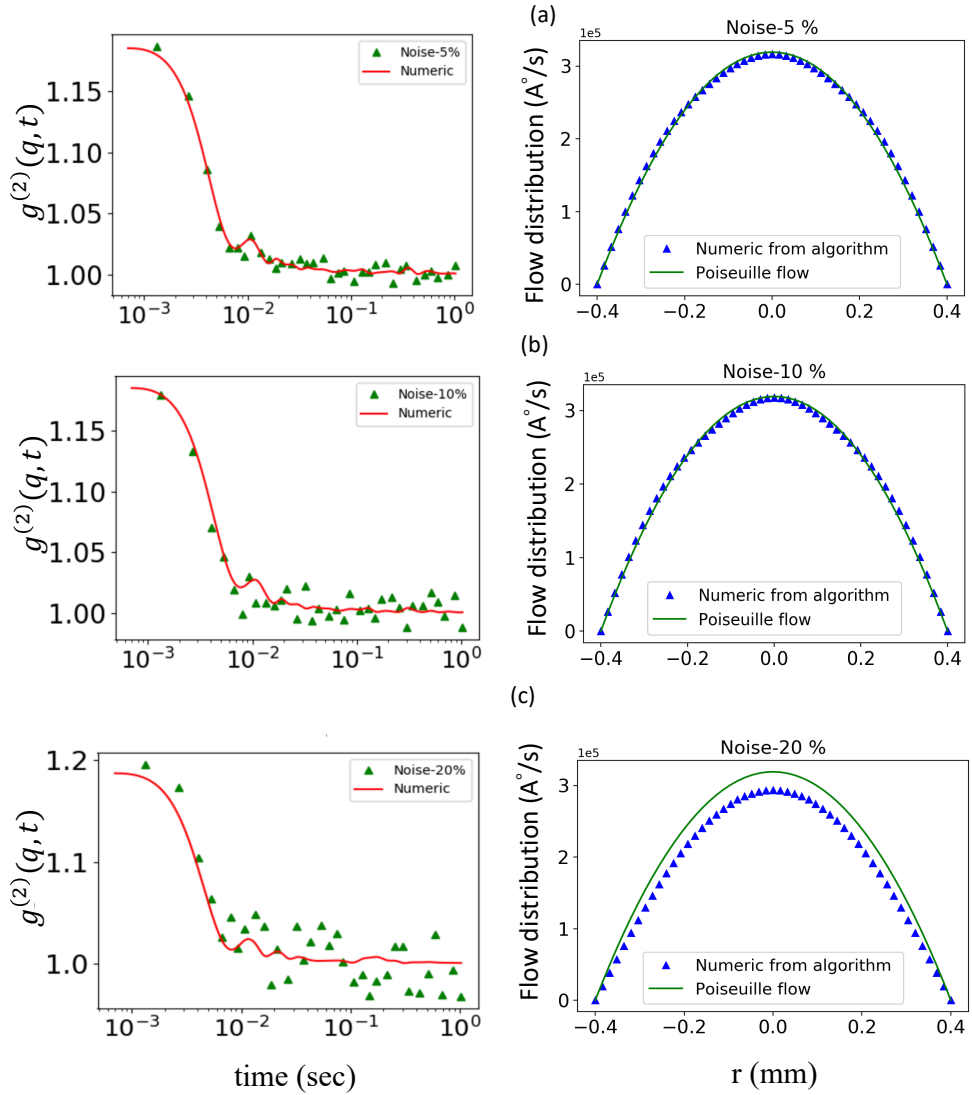 (a)
Noise-5%
Numeric
g^(2)(q,t)
1.15
1.10
1.05
1.00
10^−3 10^−2 10^−1 10^0
Noise-5 %
1e5
Flow distribution (A°/s)
3
2
1
0
Numeric from algorithm
Poiseuille flow
−0.4 −0.2 0.0 0.2 0.4
(b)
Noise-10%
Numeric
g^(2)(q,t)
1.15
1.10
1.05
1.00
10^−3 10^−2 10^−1 10^0
Noise-10 %
1e5
Flow distribution (A°/s)
3
2
1
0
Numeric from algorithm
Poiseuille flow
−0.4 −0.2 0.0 0.2 0.4
(c)
Noise-20%
Numeric
g^(2)(q,t)
1.2
1.1
1.0
10^−3 10^−2 10^−1 10^0
time (sec)
Noise-20 %
1e5
Flow distribution (A°/s)
3
2
1
0
Numeric from algorithm
Poiseuille flow
−0.4 −0.2 0.0 0.2 0.4
r (mm)